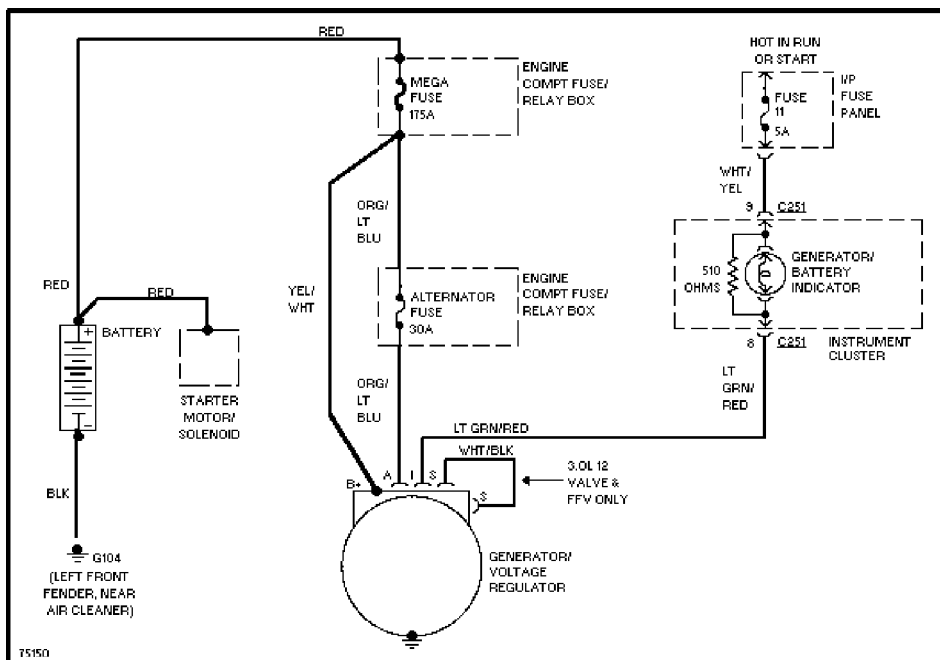 RED
MEGA
FUSE
175A
ENGINE
COMPT FUSE/
RELAY BOX
HOT IN RUN
OR START
FUSE
11
5A
I/P
FUSE
PANEL
WHT/
YEL
9
C251
ORG/
LT
BLU
510
OHMS
GENERATOR/
BATTERY
INDICATOR
RED
RED
YEL/
WHT
ALTERNATOR
FUSE
30A
ENGINE
COMPT FUSE/
RELAY BOX
+
BATTERY
-
STARTER
MOTOR/
SOLENOID
8
C251
INSTRUMENT
CLUSTER
LT
GRN/
RED
ORG/
LT
BLU
LT GRN/RED
WHT/BLK
B+
A
I
S
S
3.0L 12
VALVE &
FFV ONLY
BLK
G104
(LEFT FRONT
FENDER, NEAR
AIR CLEANER)
GENERATOR/
VOLTAGE
REGULATOR
75150